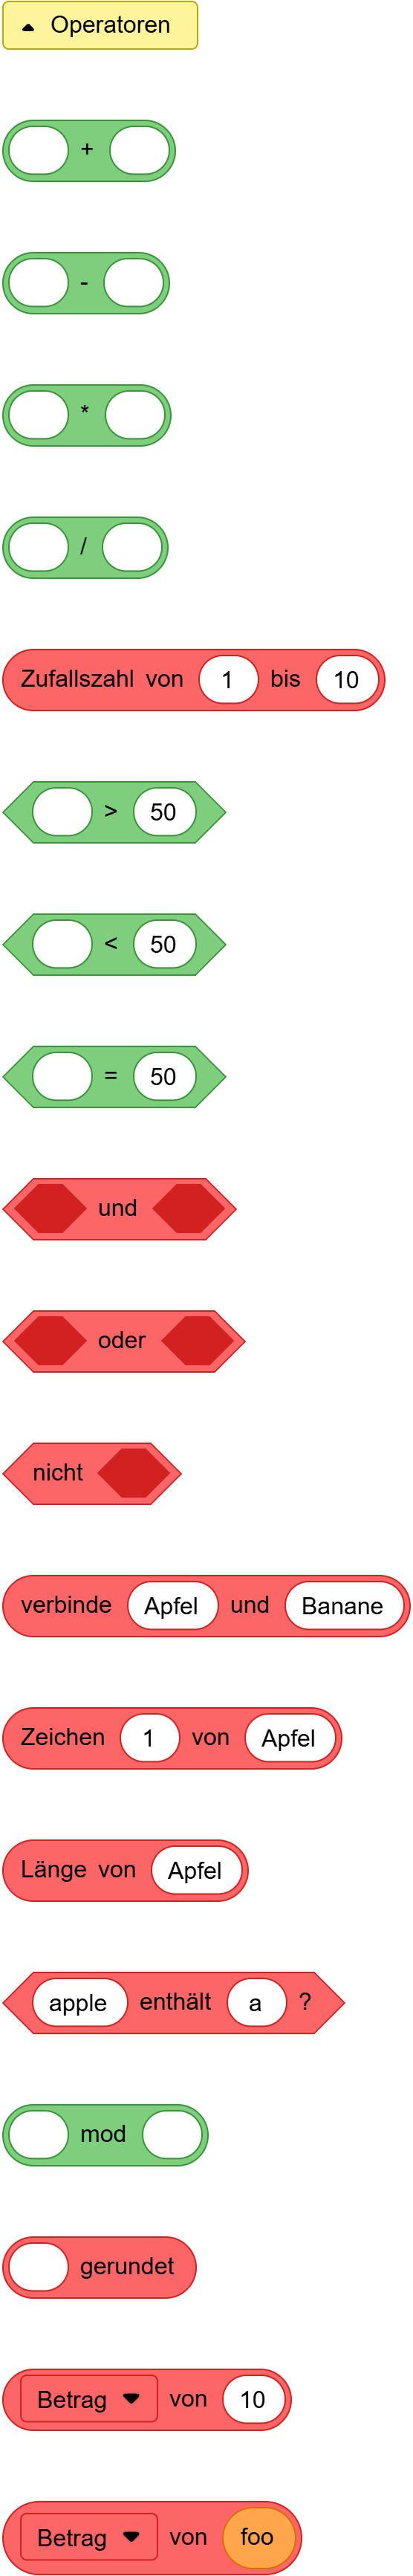 Operatoren
+
-
*
/
Zufallszahl von 1 bis 10
> 50
< 50
= 50
und
oder
nicht
verbinde Apfel und Banane
Zeichen 1 von Apfel
Länge von Apfel
apple enthält a ?
mod
gerundet
Betrag von 10
Betrag von foo